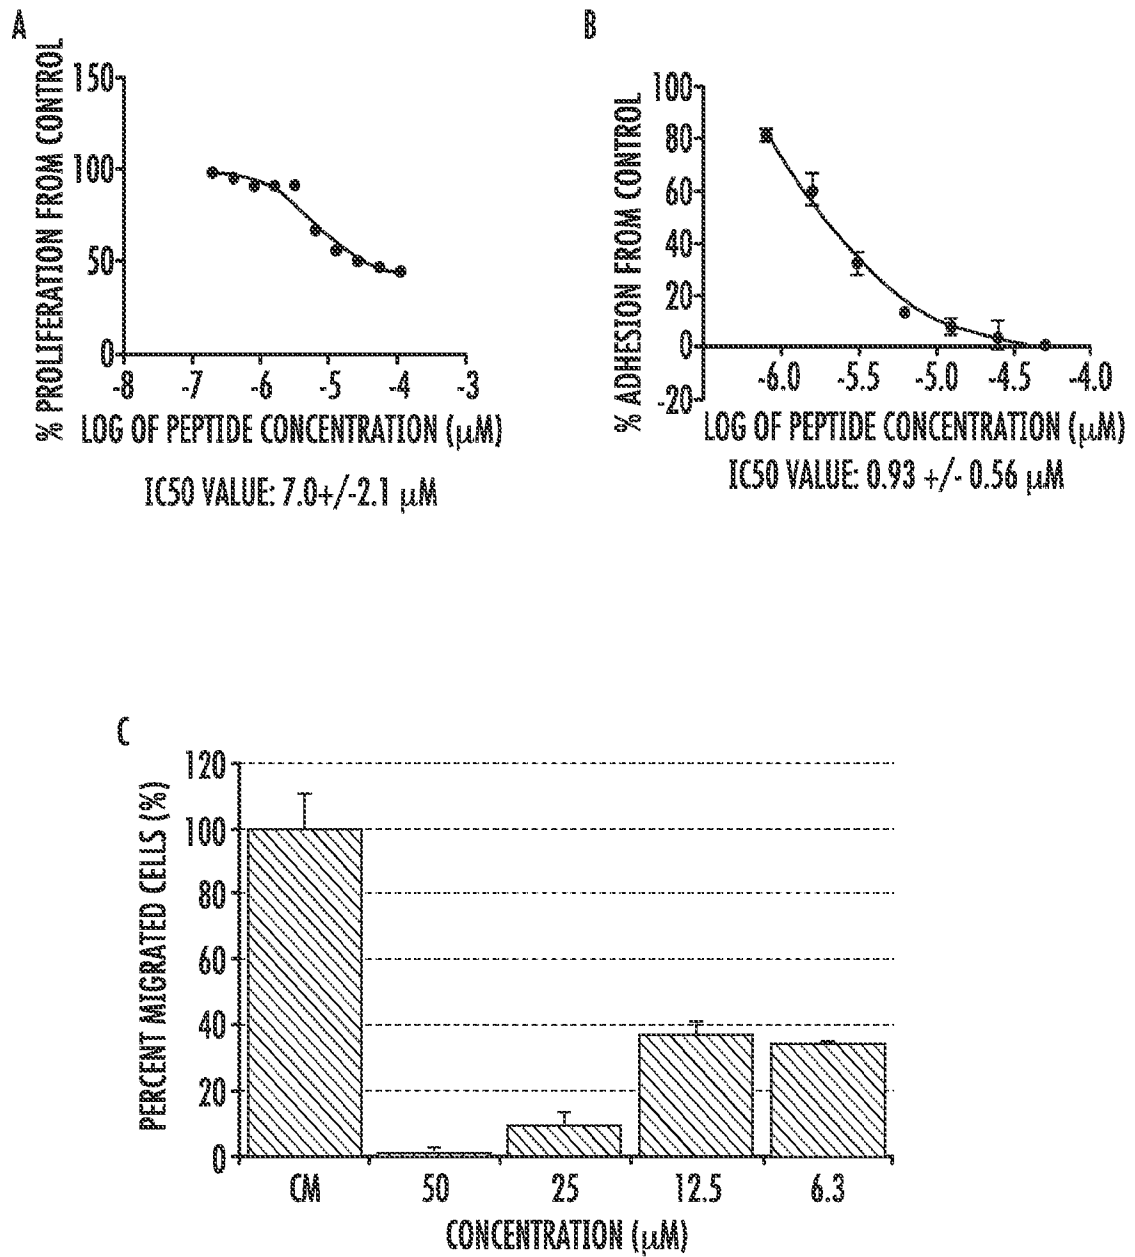 A
% PROLIFERATION FROM CONTROL
150
100
50
0
-8 -7 -6 -5 -4 -3
LOG OF PEPTIDE CONCENTRATION (µM)
IC50 VALUE: 7.0+/-2.1 µM
B
% ADHESION FROM CONTROL
100
80
60
40
20
0
-20
-6.0 -5.5 -5.0 -4.5 -4.0
LOG OF PEPTIDE CONCENTRATION (µM)
IC50 VALUE: 0.93 +/- 0.56 µM
C
PERCENT MIGRATED CELLS (%)
120
100
80
60
40
20
0
CM 50 25 12.5 6.3
CONCENTRATION (µM)